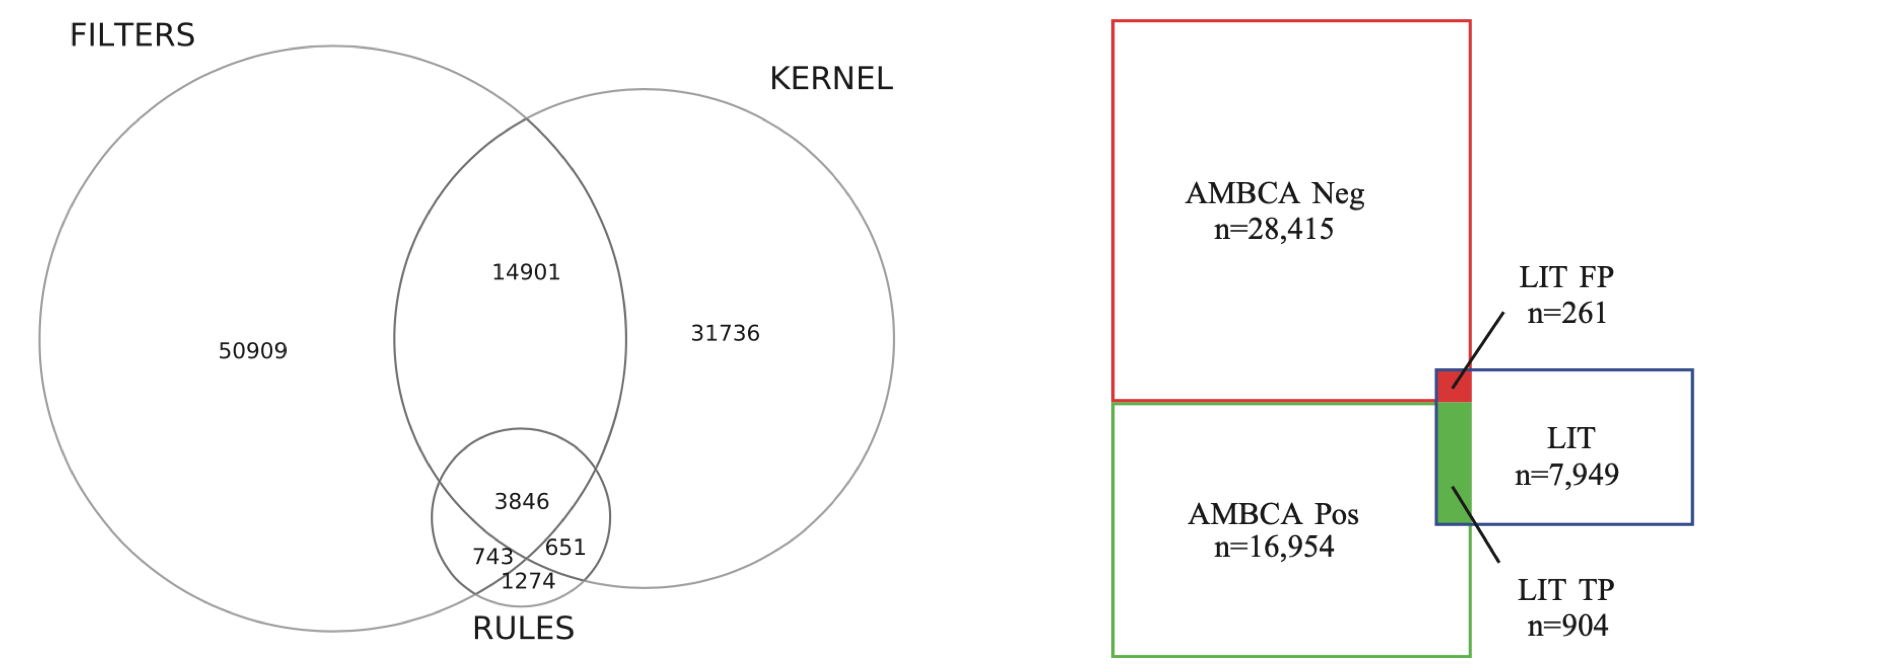 FILTERS
KERNEL
14901
31736
50909
3846
651
743
1274
RULES
AMBCA Neg
n=28,415
LIT FP
n=261
LIT
n=7,949
AMBCA Pos
n=16,954
LIT TP
n=904